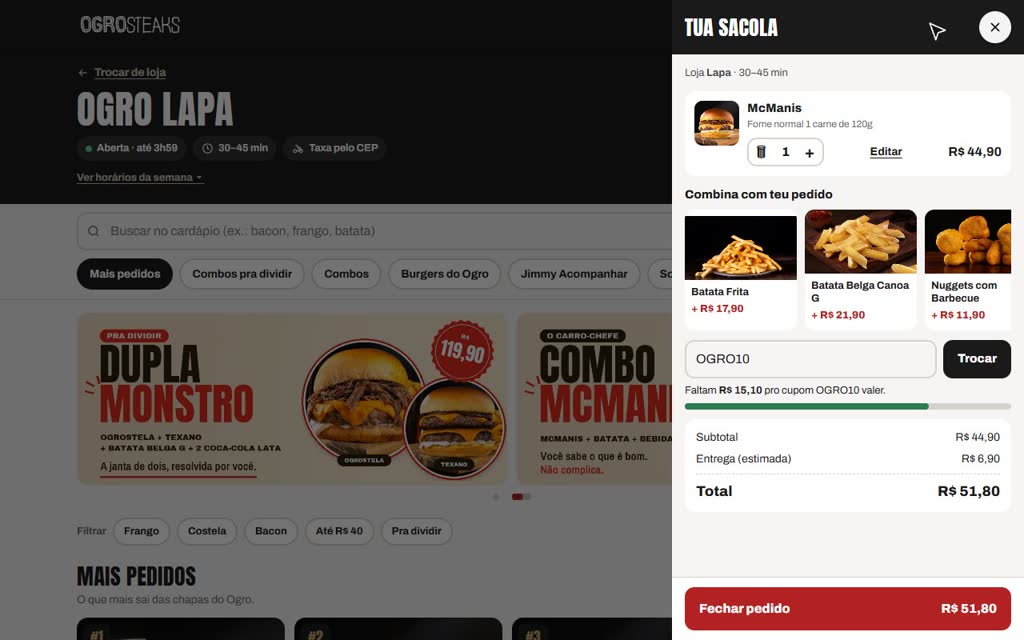 OGROSTEAKS
← Trocar de loja
OGRO LAPA
Aberta · até 3h59
30–45 min
Taxa pelo CEP
Ver horários da semana
Buscar no cardápio (ex.: bacon, frango, batata)
Mais pedidos
Combos pra dividir
Combos
Burgers do Ogro
Jimmy Acompanhar
So
PRA DIVIDIR
DUPLA
MONSTRO
OGROSTELA + TEXANO
+ BATATA BELGA G + 2 COCA-COLA LATA
A janta de dois, resolvida por você.
R$
119,90
OGROSTELA
TEXANO
O CARRO-CHEFE
COMBO
MCMANI
MCMANIS + BATATA + BEBIDA
Você sabe o que é bom.
Não complica.
Filtrar
Frango
Costela
Bacon
Até R$ 40
Pra dividir
MAIS PEDIDOS
O que mais sai das chapas do Ogro.
#1
#2
#3
TUA SACOLA
Loja Lapa · 30–45 min
McManis
Fome normal 1 carne de 120g
1 +
Editar
R$ 44,90
Combina com teu pedido
Batata Frita
+ R$ 17,90
Batata Belga Canoa
G
+ R$ 21,90
Nuggets com
Barbecue
+ R$ 11,90
OGRO10
Trocar
Faltam R$ 15,10 pro cupom OGRO10 valer.
Subtotal R$ 44,90
Entrega (estimada) R$ 6,90
Total R$ 51,80
Fechar pedido R$ 51,80